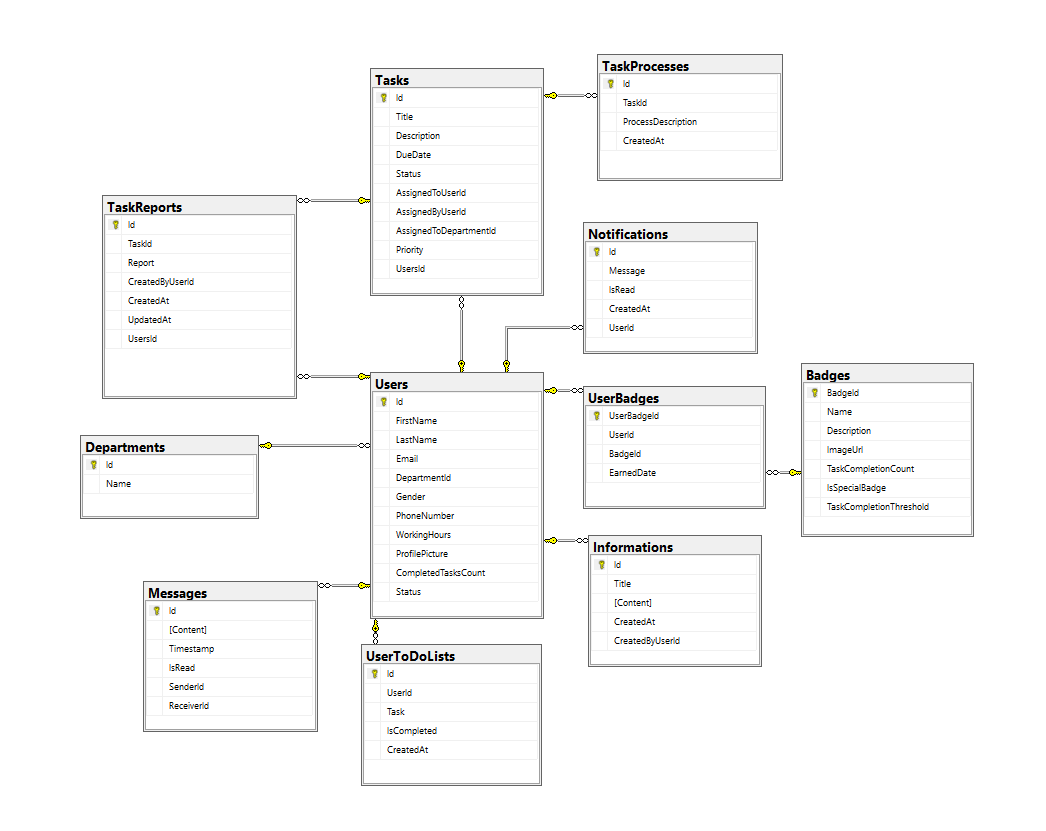 Tasks
Id
Title
Description
DueDate
Status
AssignedToUserId
AssignedByUserId
AssignedToDepartmentId
Priority
UsersId
TaskProcesses
Id
TaskId
ProcessDescription
CreatedAt
TaskReports
Id
TaskId
Report
CreatedByUserId
CreatedAt
UpdatedAt
UsersId
Notifications
Id
Message
IsRead
CreatedAt
UserId
Users
Id
FirstName
LastName
Email
DepartmentId
Gender
PhoneNumber
WorkingHours
ProfilePicture
CompletedTasksCount
Status
UserBadges
UserBadgeId
UserId
BadgeId
EarnedDate
Badges
BadgeId
Name
Description
ImageUrl
TaskCompletionCount
IsSpecialBadge
TaskCompletionThreshold
Departments
Id
Name
Informations
Id
Title
[Content]
CreatedAt
CreatedByUserId
Messages
Id
[Content]
Timestamp
IsRead
SenderId
ReceiverId
UserToDoLists
Id
UserId
Task
IsCompleted
CreatedAt